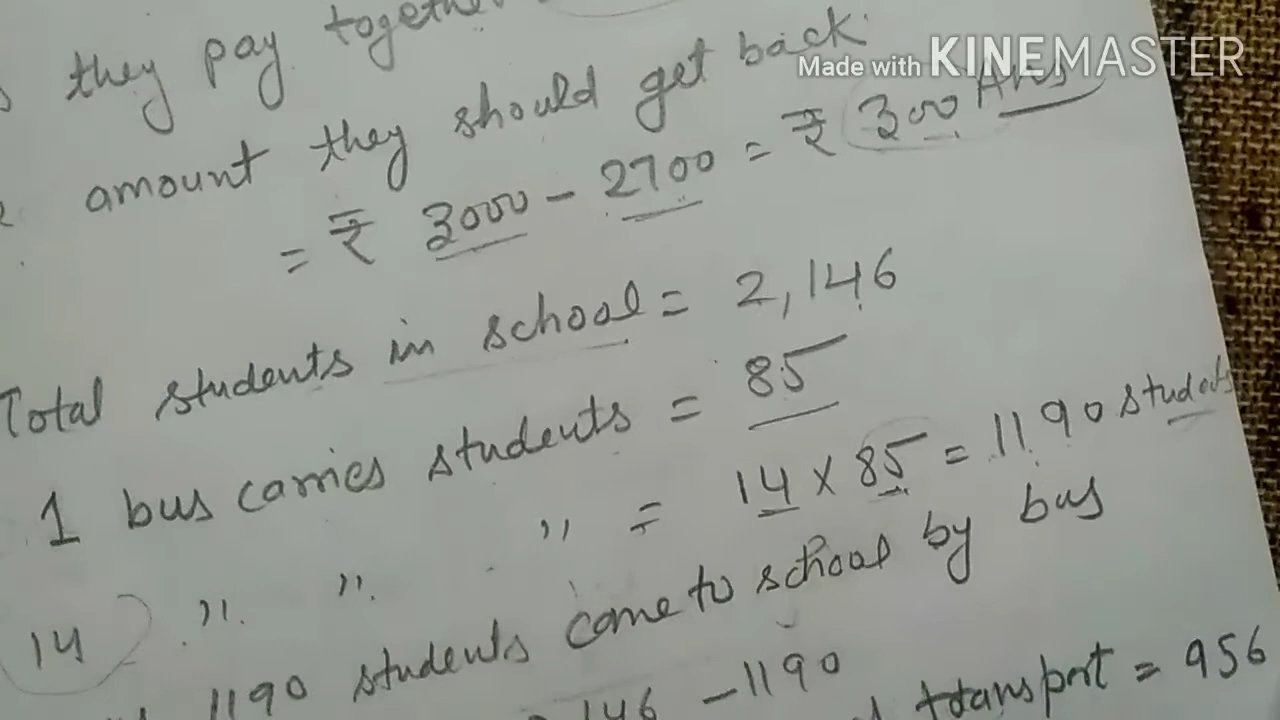 they pay together
amount they should get back
= ₹ 3000 - 2700 = ₹ 300 Ans
Made with KINEMASTER
Total students in school = 2,146
1 bus carries students = 85
14 " " " = 14 x 85 = 1190 students
1190 students come to school by bus
146 - 1190
transport = 956